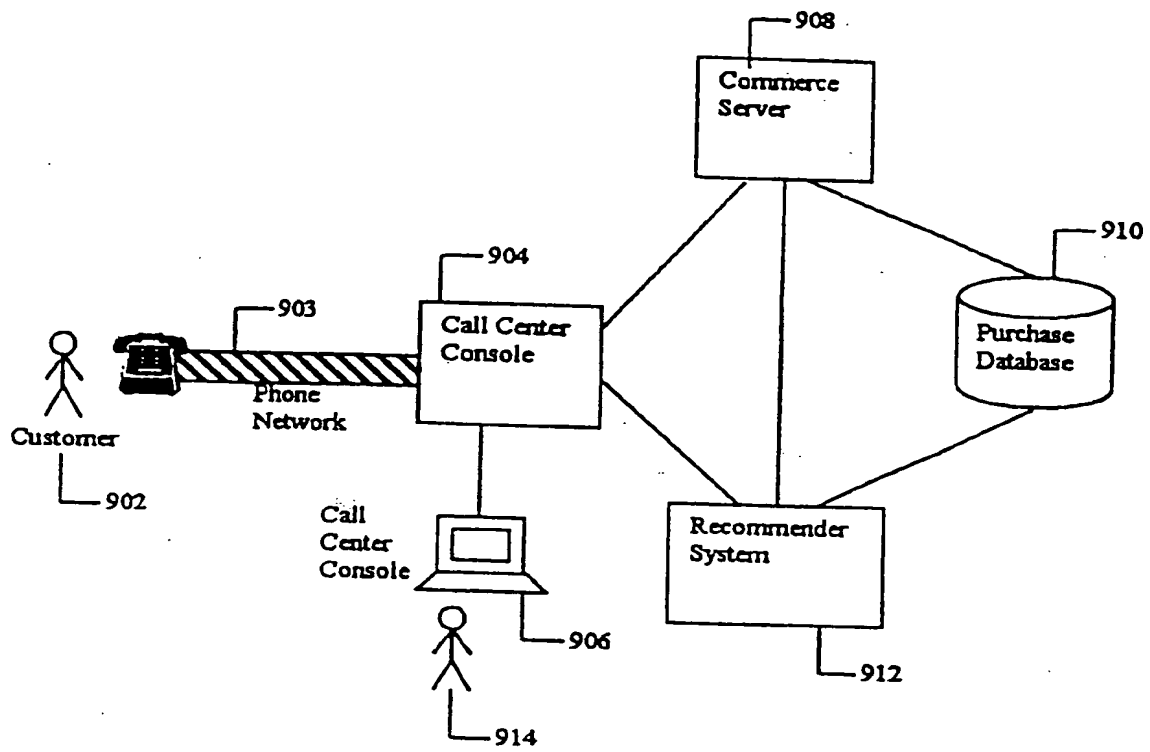 908
Commerce
Server
910
904
903
Call Center
Console
Purchase
Database
Phone
Network
Customer
902
Call
Center
Console
Recommender
System
906
912
914